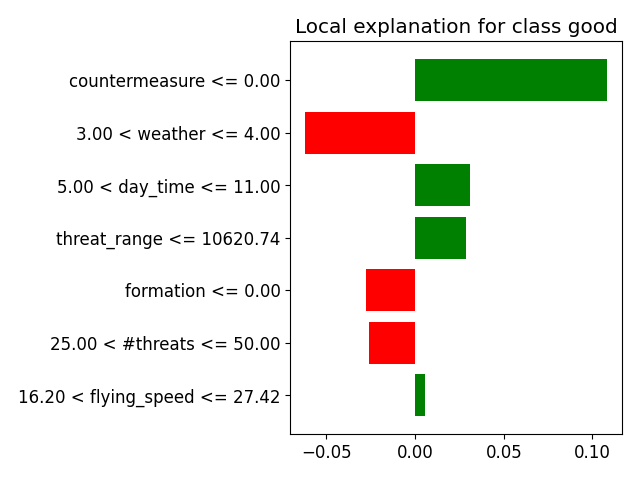 Local explanation for class good
countermeasure <= 0.00
3.00 < weather <= 4.00
5.00 < day_time <= 11.00
threat_range <= 10620.74
formation <= 0.00
25.00 < #threats <= 50.00
16.20 < flying_speed <= 27.42
−0.05 0.00 0.05 0.10